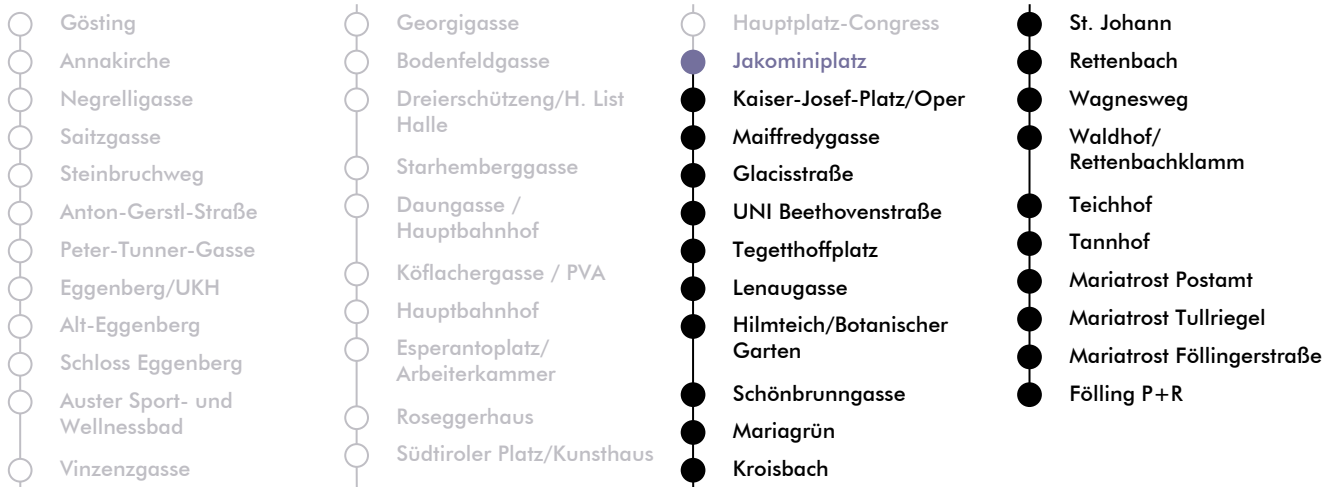 Gösting
Annakirche
Negrelligasse
Saitzgasse
Steinbruchweg
Anton-Gerstl-Straße
Peter-Tunner-Gasse
Eggenberg/UKH
Alt-Eggenberg
Schloss Eggenberg
Auster Sport- und
Wellnessbad
Vinzenzgasse
Georgigasse
Bodenfeldgasse
Dreierschützeng/H. List
Halle
Starhemberggasse
Daungasse /
Hauptbahnhof
Köflachergasse / PVA
Hauptbahnhof
Esperantoplatz/
Arbeiterkammer
Roseggerhaus
Südtiroler Platz/Kunsthaus
Hauptplatz-Congress
Jakominiplatz
Kaiser-Josef-Platz/Oper
Maiffredygasse
Glacisstraße
UNI Beethovenstraße
Tegetthoffplatz
Lenaugasse
Hilmteich/Botanischer
Garten
Schönbrunngasse
Mariagrün
Kroisbach
St. Johann
Rettenbach
Wagnesweg
Waldhof/
Rettenbachklamm
Teichhof
Tannhof
Mariatrost Postamt
Mariatrost Tullriegel
Mariatrost Föllingerstraße
Fölling P+R